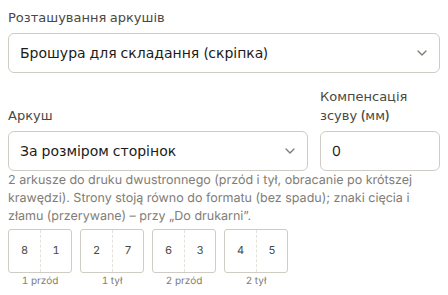 Розташування аркушів
Брошура для складання (скріпка)
Компенсація
Аркуш зсуву (мм)
За розміром сторінок 0
2 arkusze do druku dwustronnego (przód i tył, obracanie po krótszej
krawędzi). Strony stoją równo do formatu (bez spadu); znaki cięcia i
złamu (przerywane) – przy „Do drukarni”.
8 1 2 7 6 3 4 5
1 przód 1 tył 2 przód 2 tył